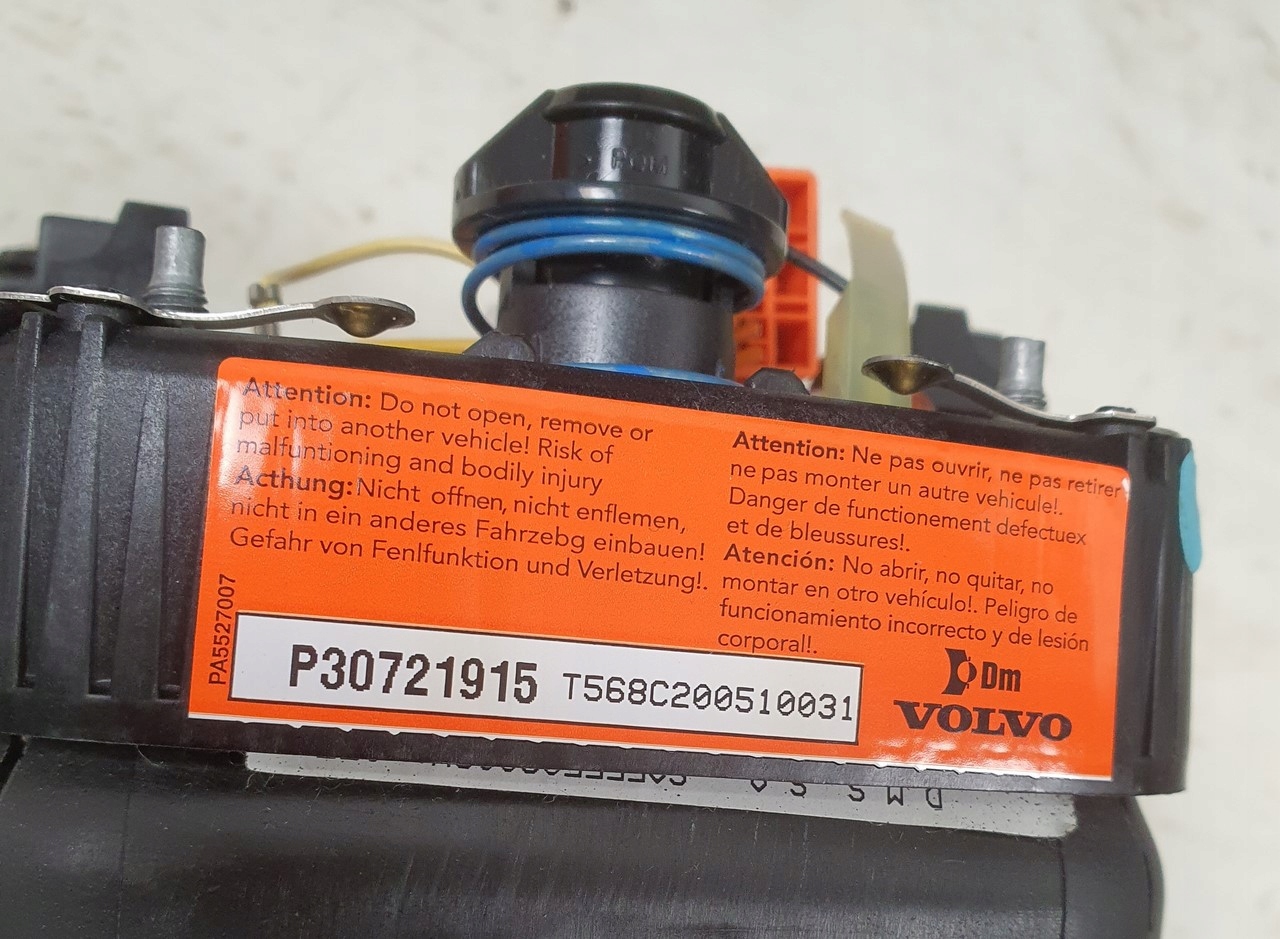 POM
Attention: Do not open, remove or
put into another vehicle! Risk of
malfuntioning and bodily injury
Acthung: Nicht offnen, nicht enflemen,
nicht in ein anderes Fahrzebg einbauen!
Gefahr von Fenlfunktion und Verletzung!.
Attention: Ne pas ouvrir, ne pas retirer
ne pas monter un autre vehicule!.
Danger de functionement defectuex
et de bleussures!.
Atención: No abrir, no quitar, no
montar en otro vehículo!. Peligro de
funcionamiento incorrecto y de lesión
corporal!.
PA5527007
P30721915 T568C200510031
Dm
VOLVO
DMS SA